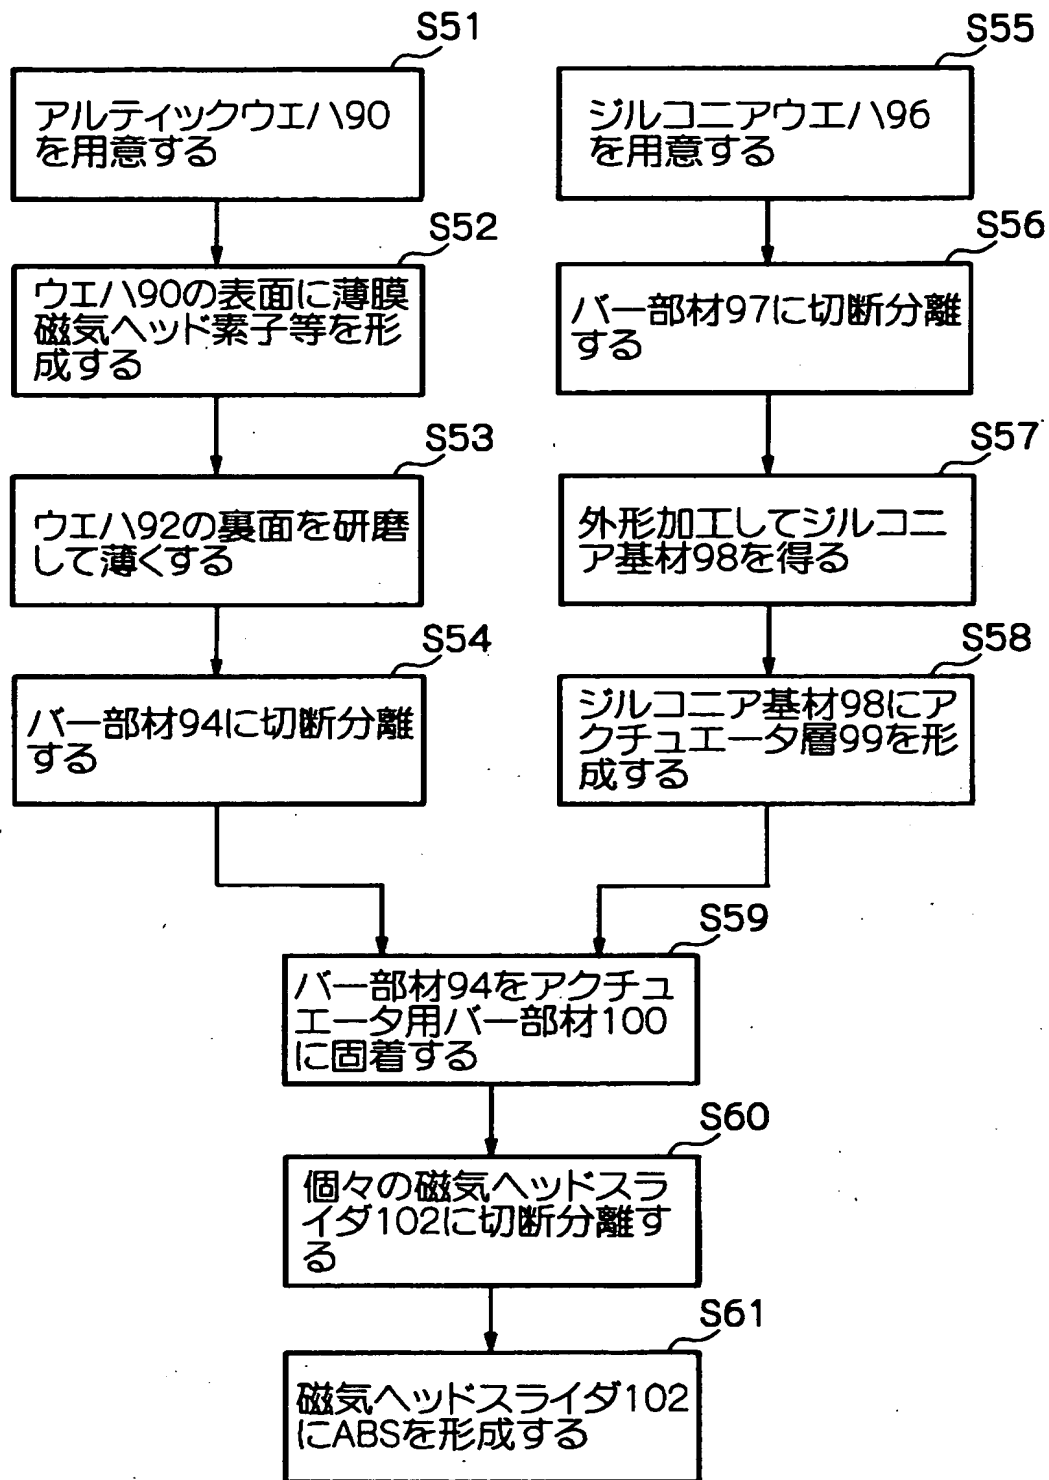 S51
アルティックウエハ90
を用意する
S52
ウエハ90の表面に薄膜
磁気ヘッド素子等を形
成する
S53
ウエハ92の裏面を研磨
して薄くする
S54
バー部材94に切断分離
する
S55
ジルコニアウエハ96
を用意する
S56
バー部材97に切断分離
する
S57
外形加工してジルコニ
ア基材98を得る
S58
ジルコニア基材98にア
クチュエータ層99を形
成する
S59
バー部材94をアクチュ
エータ用バー部材100
に固着する
S60
個々の磁気ヘッドスラ
イダ102に切断分離す
る
S61
磁気ヘッドスライダ102
にABSを形成する